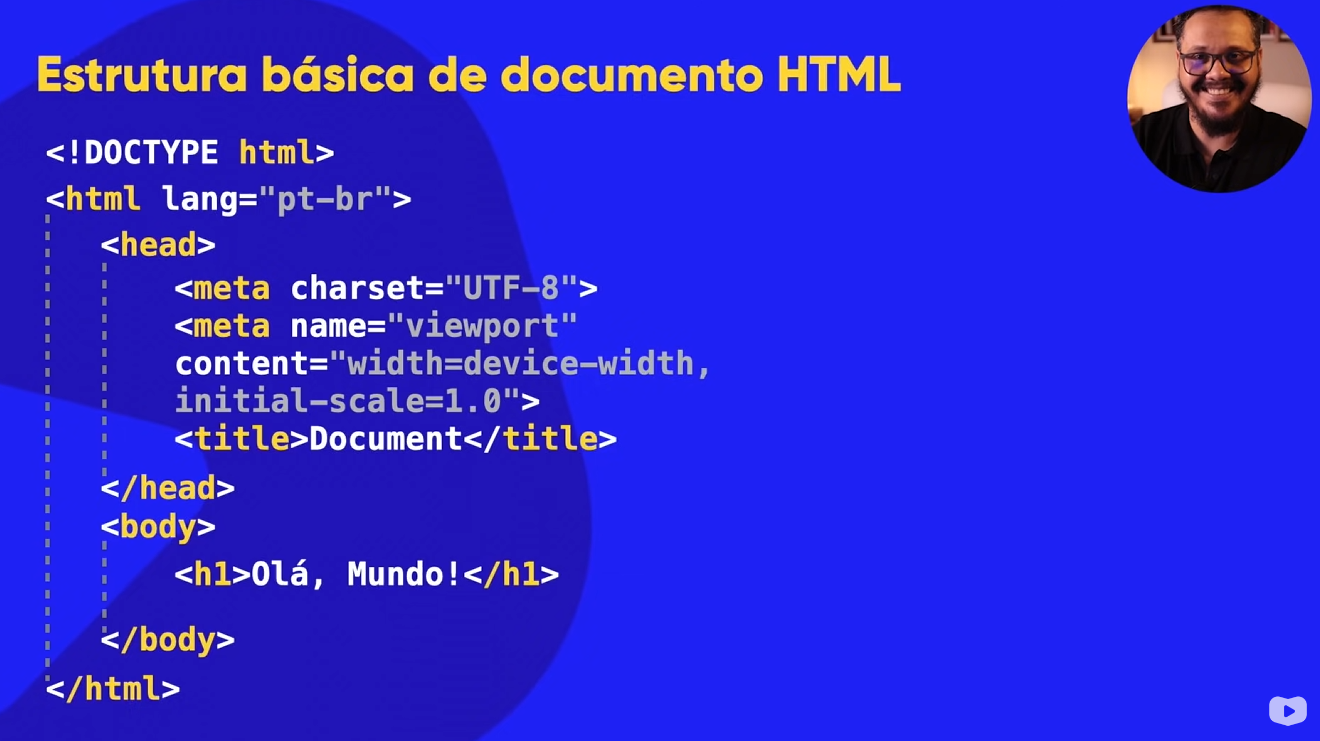 Estrutura básica de documento HTML
<!DOCTYPE html>
<html lang="pt-br">
<head>
<meta charset="UTF-8">
<meta name="viewport"
content="width=device-width,
initial-scale=1.0">
<title>Document</title>
</head>
<body>
<h1>Olá, Mundo!</h1>
</body>
</html>